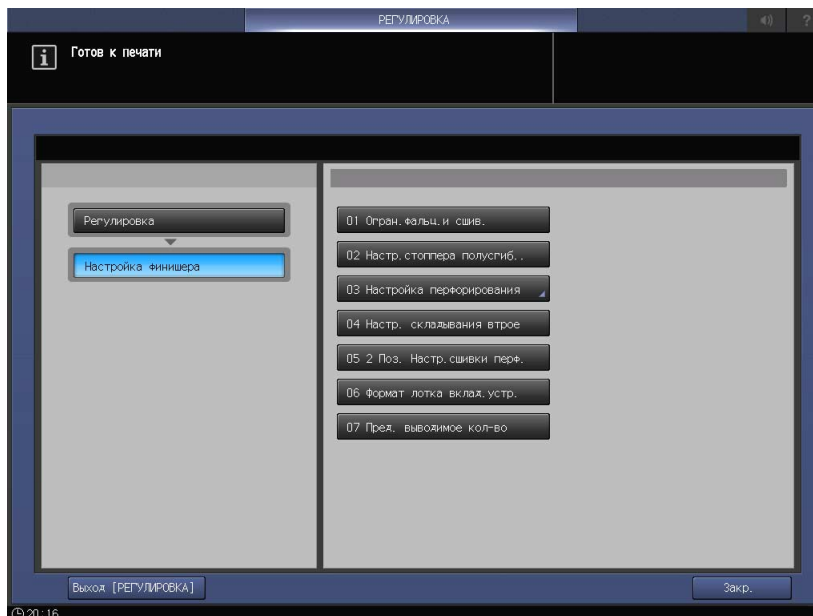 РЕГУЛИРОВКА
Готов к печати
Регулировка
Настройка финишера
01 Огран.фальц.и сшив.
02 Настр.стоппера полусгиб..
03 Настройка перфорирования
04 Настр. складывания втрое
05 2 Поз. Настр.сшивки перф.
06 Формат лотка вклад.устр.
07 Пред. выводимое кол-во
Выход [РЕГУЛИРОВКА]
Закр.
20:16